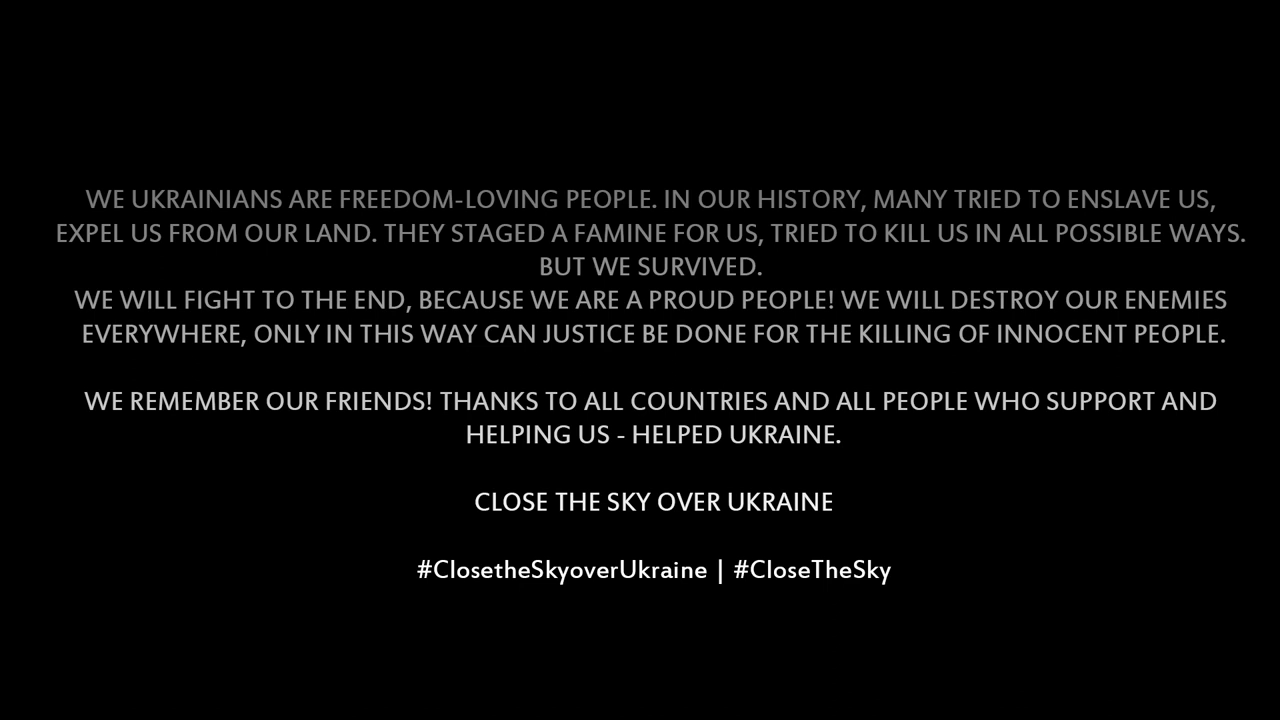 WE UKRAINIANS ARE FREEDOM-LOVING PEOPLE. IN OUR HISTORY, MANY TRIED TO ENSLAVE US,
EXPEL US FROM OUR LAND. THEY STAGED A FAMINE FOR US, TRIED TO KILL US IN ALL POSSIBLE WAYS.
BUT WE SURVIVED.
WE WILL FIGHT TO THE END, BECAUSE WE ARE A PROUD PEOPLE! WE WILL DESTROY OUR ENEMIES
EVERYWHERE, ONLY IN THIS WAY CAN JUSTICE BE DONE FOR THE KILLING OF INNOCENT PEOPLE.
WE REMEMBER OUR FRIENDS! THANKS TO ALL COUNTRIES AND ALL PEOPLE WHO SUPPORT AND
HELPING US - HELPED UKRAINE.
CLOSE THE SKY OVER UKRAINE
#ClosetheSkyoverUkraine | #CloseTheSky